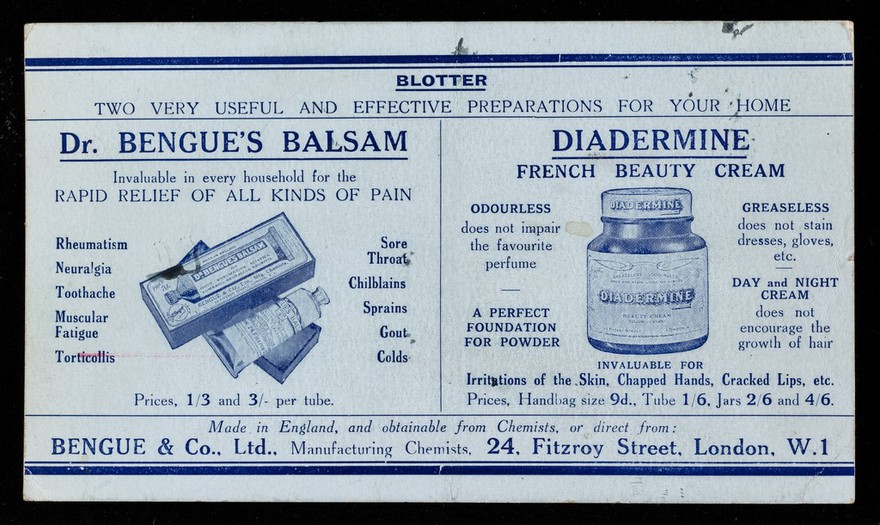 BLOTTER
TWO VERY USEFUL AND EFFECTIVE PREPARATIONS FOR YOUR HOME
Dr. BENGUE'S BALSAM
Invaluable in every household for the
RAPID RELIEF OF ALL KINDS OF PAIN
Rheumatism
Neuralgia
Toothache
Muscular
Fatigue
Torticollis
Dr. BENGUE'S BALSAM
Sore
Throat
Chilblains
Sprains
Gout
Colds
Prices, 1/3 and 3/- per tube.
DIADERMINE
FRENCH BEAUTY CREAM
ODOURLESS
does not impair
the favourite
perfume
—
A PERFECT
FOUNDATION
FOR POWDER
DIADERMINE
DIADERMINE
BEAUTY CREAM
GREASELESS
does not stain
dresses, gloves,
etc.
—
DAY and NIGHT
CREAM
does not
encourage the
growth of hair
INVALUABLE FOR
Irritations of the Skin, Chapped Hands, Cracked Lips, etc.
Prices, Handbag size 9d., Tube 1/6, Jars 2/6 and 4/6.
Made in England, and obtainable from Chemists, or direct from:
BENGUE & Co., Ltd., Manufacturing Chemists, 24, Fitzroy Street, London, W.1